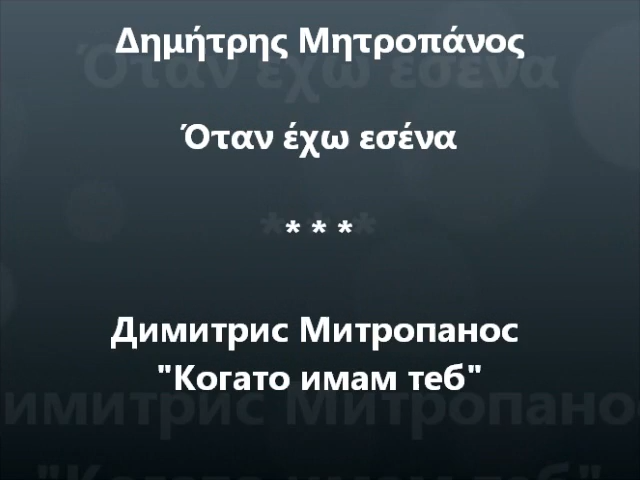 Δημήτρης Μητροπάνος
Όταν έχω εσένα
* * *
Димитрис Митропанос
"Когато имам теб"